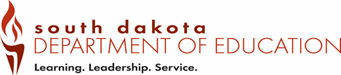 south dakota
DEPARTMENT OF EDUCATION
Learning. Leadership. Service.